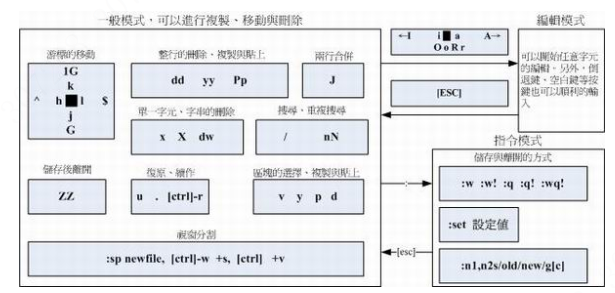 一般模式，可以進行複製、移動與刪除
編輯模式
游標的移動
整行的刪除、複製與貼上
兩行合併
1G
k
^ h l $
j
G
dd yy Pp
J
單一字元、字串的刪除
搜尋、重複搜尋
x X dw
/ nN
儲存後離開
復原、續作
區塊的選擇、複製與貼上
ZZ
u . [ctrl]-r
v y p d
視窗分割
:sp newfile, [ctrl]-w +s, [ctrl] +v
←I i a A→
O o R r
[ESC]
可以開始任意字元
的編輯。另外，倒
退鍵、空白鍵等按
鍵也可以順利的輸
入
指令模式
儲存與離開的方式
:
:w :w! :q :q! :wq!
:set 設定值
[esc]
:n1,n2s/old/new/g[c]